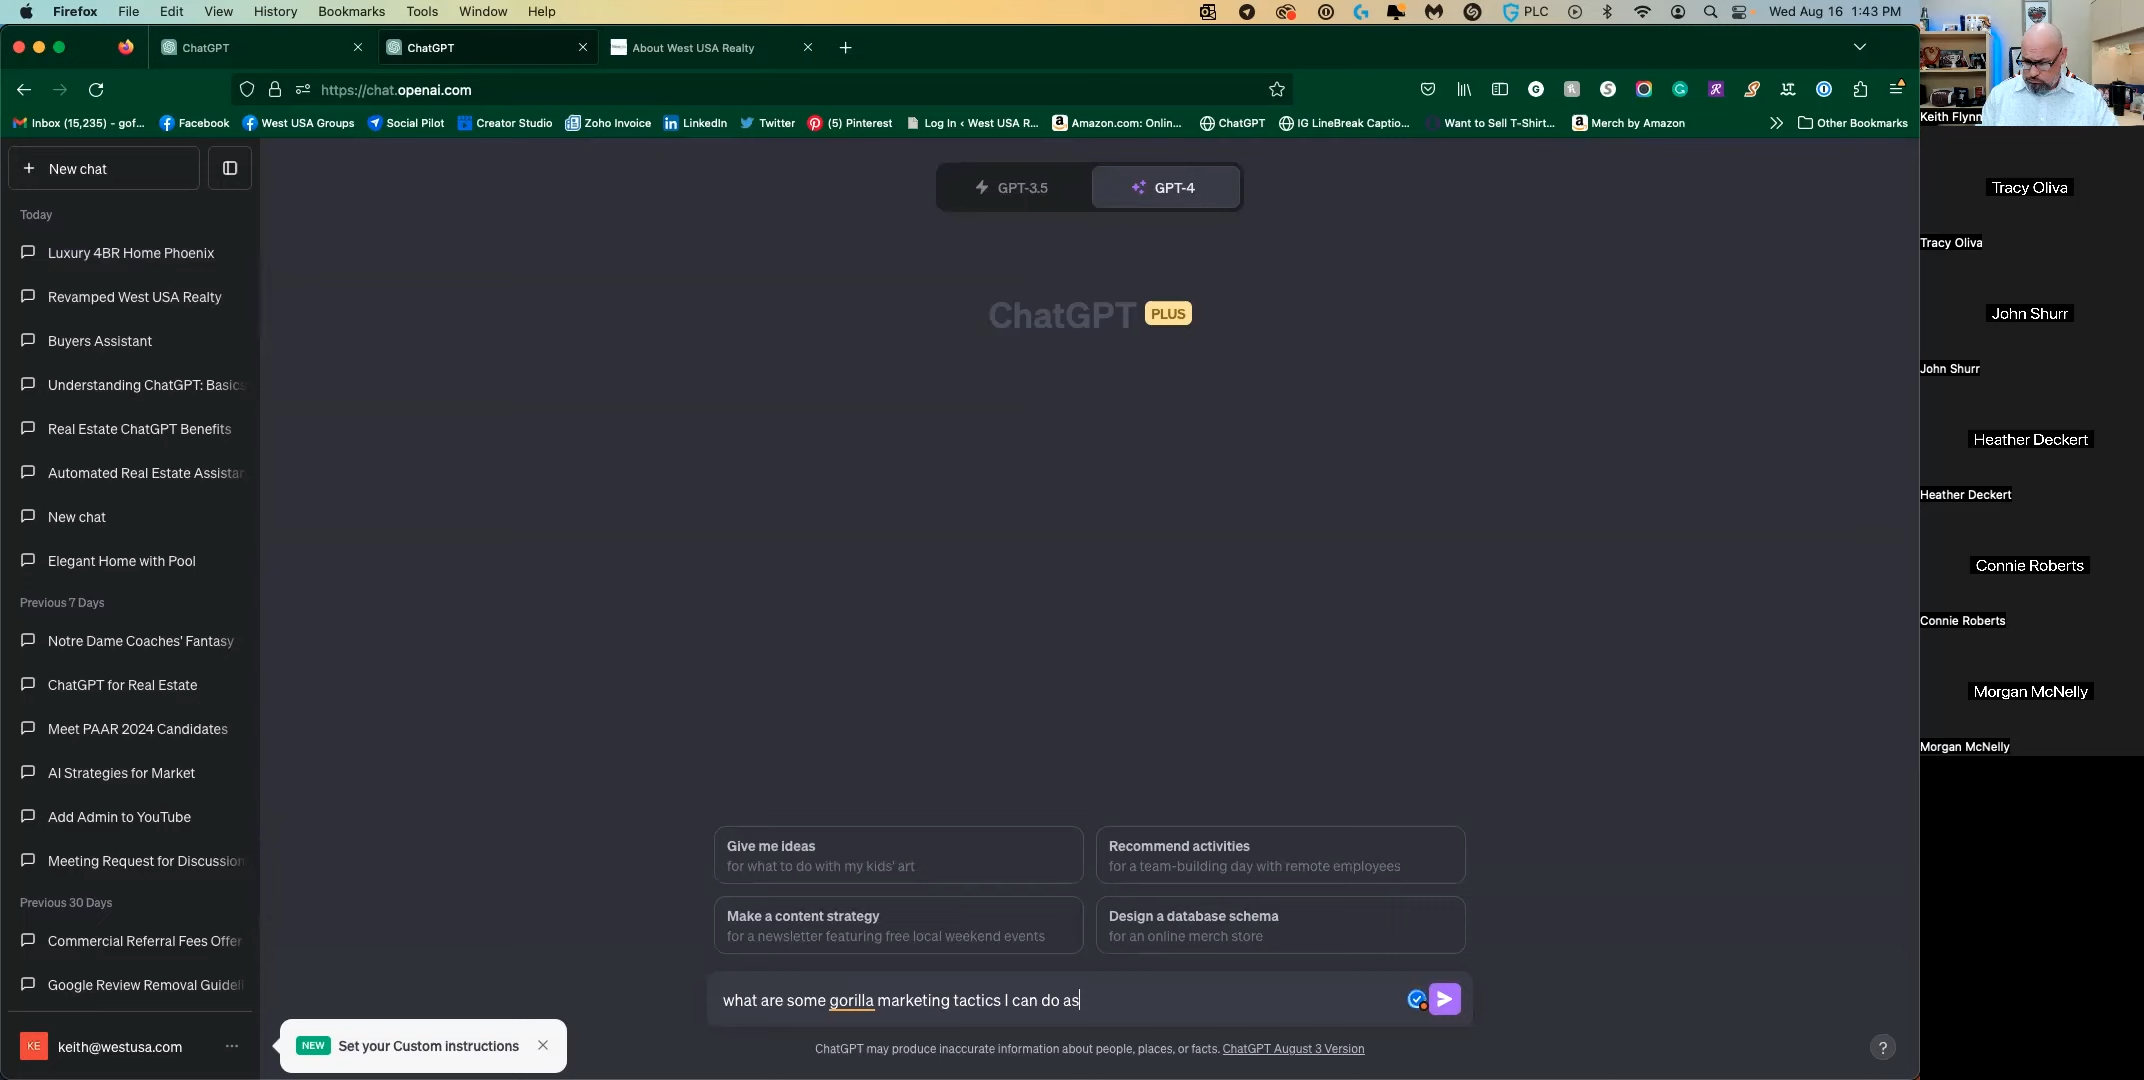 Firefox File Edit View History Bookmarks Tools Window Help PLC Wed Aug 16 1:43 PM
ChatGPT ChatGPT About West USA Realty
https://chat.openai.com
Inbox (15,235) - gof... Facebook West USA Groups Social Pilot Creator Studio Zoho Invoice LinkedIn Twitter (5) Pinterest Log In ‹ West USA R... Amazon.com: Onlin... ChatGPT IG LineBreak Captio... Want to Sell T-Shirt... Merch by Amazon Other Bookmarks
New chat
Today
Luxury 4BR Home Phoenix
Revamped West USA Realty
Buyers Assistant
Understanding ChatGPT: Basics
Real Estate ChatGPT Benefits
Automated Real Estate Assistan
New chat
Elegant Home with Pool
Previous 7 Days
Notre Dame Coaches' Fantasy
ChatGPT for Real Estate
Meet PAAR 2024 Candidates
AI Strategies for Market
Add Admin to YouTube
Meeting Request for Discussion
Previous 30 Days
Commercial Referral Fees Offer
Google Review Removal Guideli
KE keith@westusa.com
NEW Set your Custom instructions
GPT-3.5 GPT-4
ChatGPT PLUS
Give me ideas
for what to do with my kids' art
Recommend activities
for a team-building day with remote employees
Make a content strategy
for a newsletter featuring free local weekend events
Design a database schema
for an online merch store
what are some gorilla marketing tactics I can do as
ChatGPT may produce inaccurate information about people, places, or facts. ChatGPT August 3 Version
?
Keith Flynn
Tracy Oliva
Tracy Oliva
John Shurr
John Shurr
Heather Deckert
Heather Deckert
Connie Roberts
Connie Roberts
Morgan McNelly
Morgan McNelly